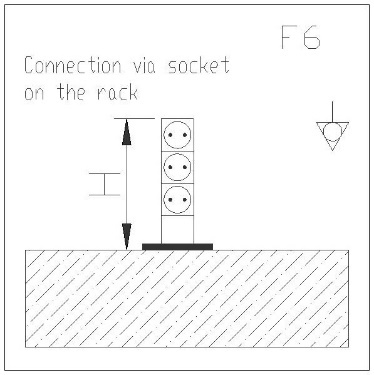 F6
Connection via socket
on the rack
H